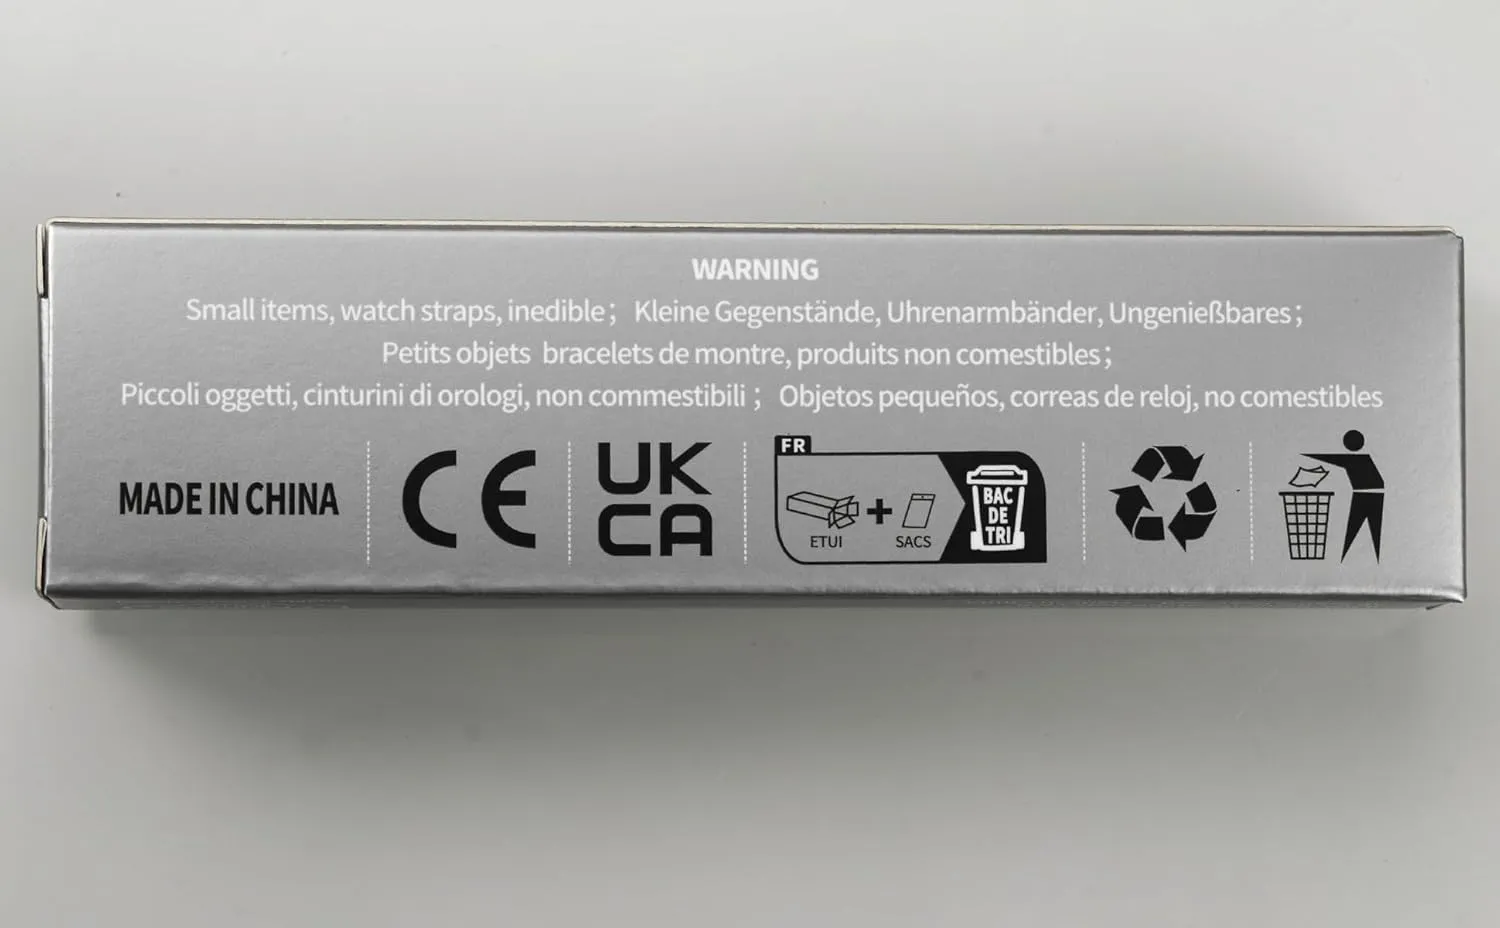 WARNING
Small items, watch straps, inedible； Kleine Gegenstände, Uhrenarmbänder, Ungenießbares；
Petits objets bracelets de montre, produits non comestibles；
Piccoli oggetti, cinturini di orologi, non commestibili； Objetos pequeños, correas de reloj, no comestibles
MADE IN CHINA
CE
UK
CA
FR
ETUI
SACS
BAC
DE
TRI